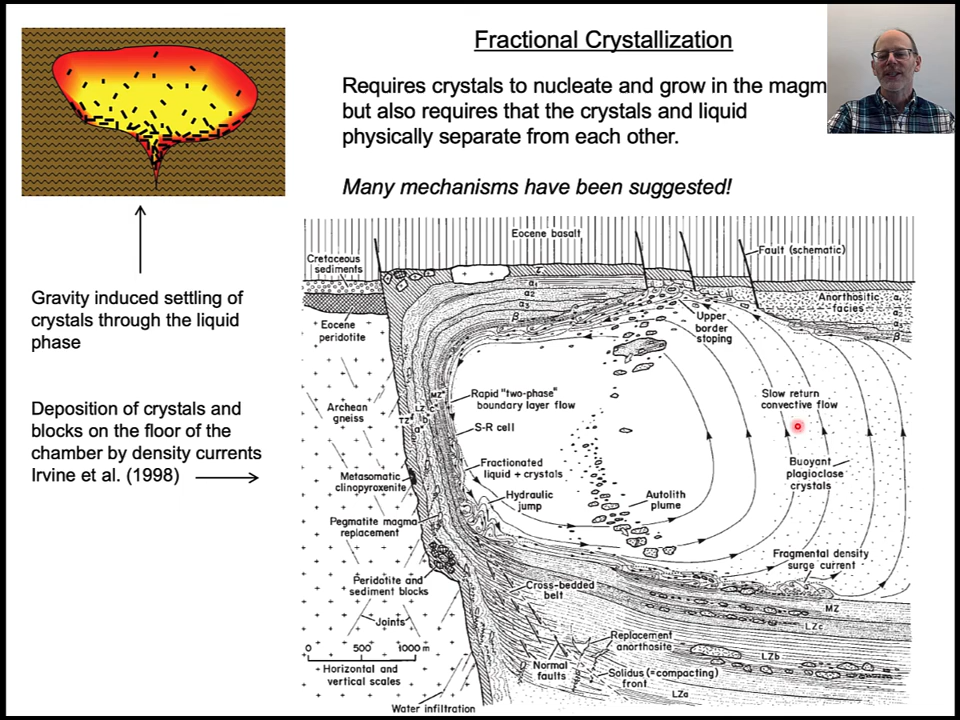 Fractional Crystallization
Requires crystals to nucleate and grow in the magm
but also requires that the crystals and liquid
physically separate from each other.
Many mechanisms have been suggested!
Gravity induced settling of
crystals through the liquid
phase
Deposition of crystals and
blocks on the floor of the
chamber by density currents
Irvine et al. (1998)
Eocene basalt
Fault (schematic)
Cretaceous
sediments
Anorthositic
facies
α₁
α₂
α₃
β
Eocene
peridotite
Upper
border
stoping
β
MZ"
LZ c"
TZ" b"
a"
Rapid "two-phase"
boundary layer flow
Slow return
convective flow
Archean
gneiss
S-R cell
Fractionated
liquid + crystals
Buoyant
plagioclase
crystals
Metasomatic
clinopyroxenite
Hydraulic
jump
Autolith
plume
Pegmatite magma
replacement
Fragmental density
surge current
Peridotite and
sediment blocks
Cross-bedded
belt
MZ
LZc
Joints
Replacement
anorthosite
LZb
0 500 1000 m
Horizontal and
vertical scales
Normal
faults
Solidus (=compacting)
front
LZa
Water infiltration